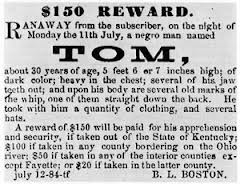 $150 REWARD.
RANAWAY from the subscriber, on the night of
Monday the 11th July, a negro man named
TOM,
about 30 years of age, 5 feet 6 or 7 inches high; of
dark color; heavy in the chest; several of his jaw
teeth out; and upon his body are several old marks of
the whip, one of them straight down the back. He
took with him a quantity of clothing, and several
hats.
A reward of $150 will be paid for his apprehension
and security, if taken out of the State of Kentucky;
$100 if taken in any county bordering on the Ohio
river; $50 if taken in any of the interior counties ex-
cept Fayette; or $20 if taken in the latter county.
july 12-84-tf B. L. BOSTON.